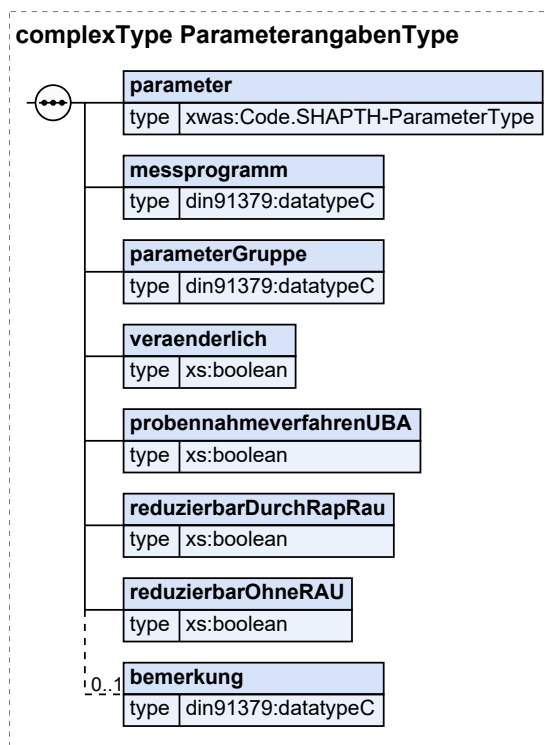 complexType ParameterangabenType
parameter
type xwas:Code.SHAPTH-ParameterType
messprogramm
type din91379:datatypeC
parameterGruppe
type din91379:datatypeC
veraenderlich
type xs:boolean
probennahmeverfahrenUBA
type xs:boolean
reduzierbarDurchRapRau
type xs:boolean
reduzierbarOhneRAU
type xs:boolean
0..1 bemerkung
type din91379:datatypeC